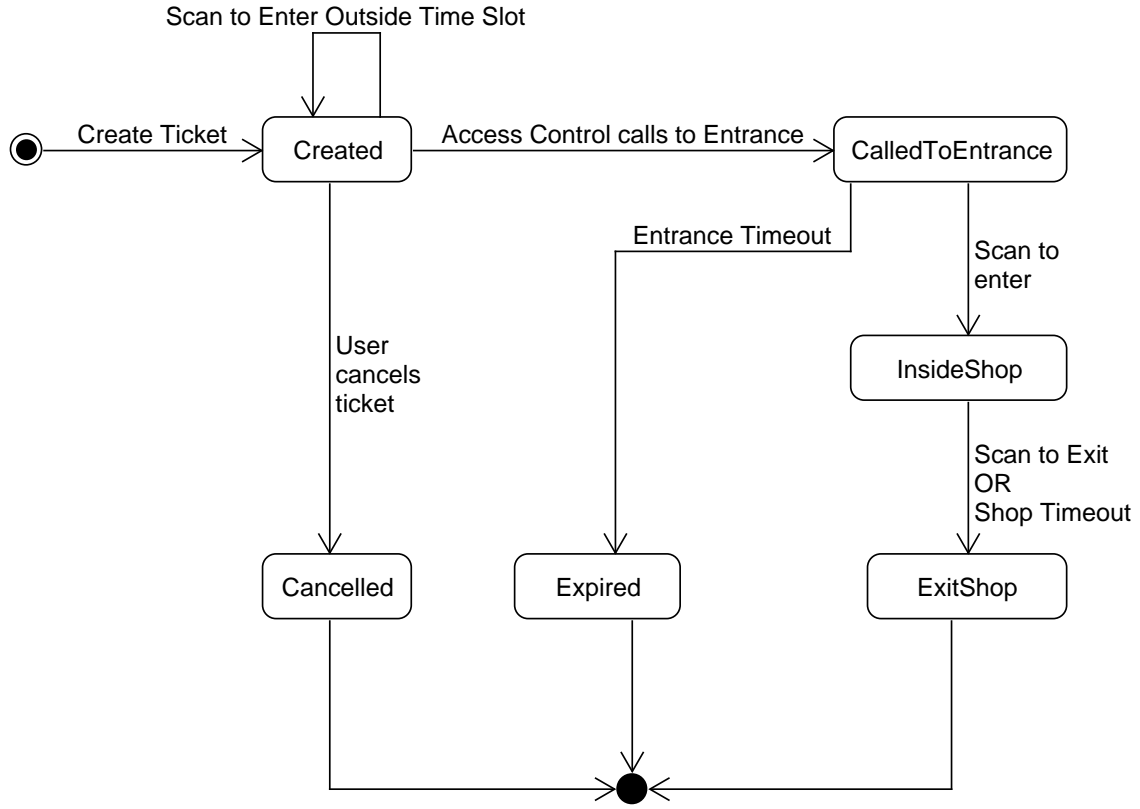 Scan to Enter Outside Time Slot
Create Ticket
Created
Access Control calls to Entrance
CalledToEntrance
Entrance Timeout
Scan to
enter
User
cancels
ticket
InsideShop
Scan to Exit
OR
Shop Timeout
Cancelled
Expired
ExitShop